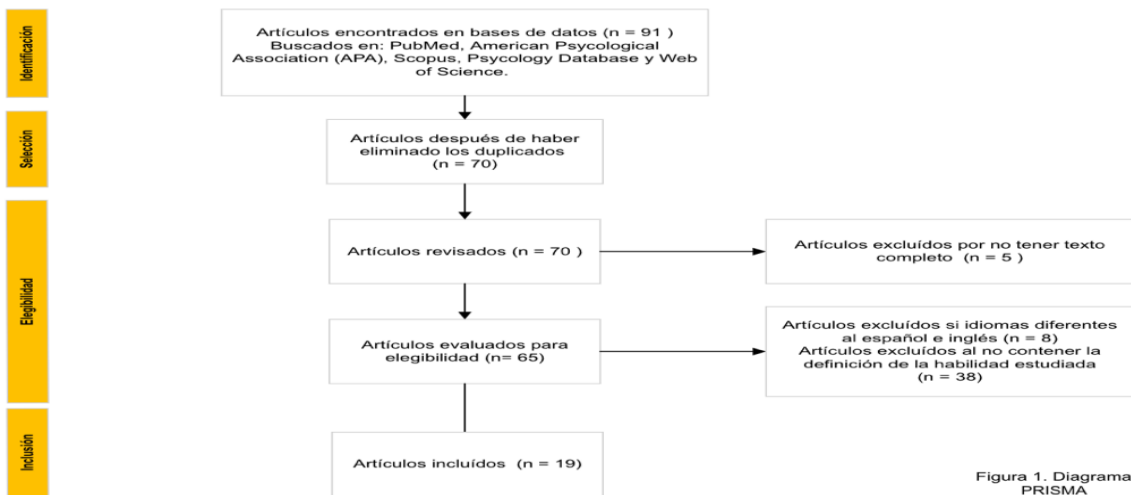 Identificación
Artículos encontrados en bases de datos (n = 91 )
Buscados en: PubMed, American Psycological
Association (APA), Scopus, Psycology Database y Web
of Science.
Selección
Artículos después de haber
eliminado los duplicados
(n = 70)
Elegibilidad
Artículos revisados (n = 70 )
Artículos excluídos por no tener texto
completo (n = 5 )
Artículos evaluados para
elegibilidad (n= 65)
Artículos excluídos si idiomas diferentes
al español e inglés (n = 8)
Artículos excluídos al no contener la
definición de la habilidad estudiada
(n = 38)
Inclusión
Artículos incluídos (n = 19)
Figura 1. Diagrama
PRISMA